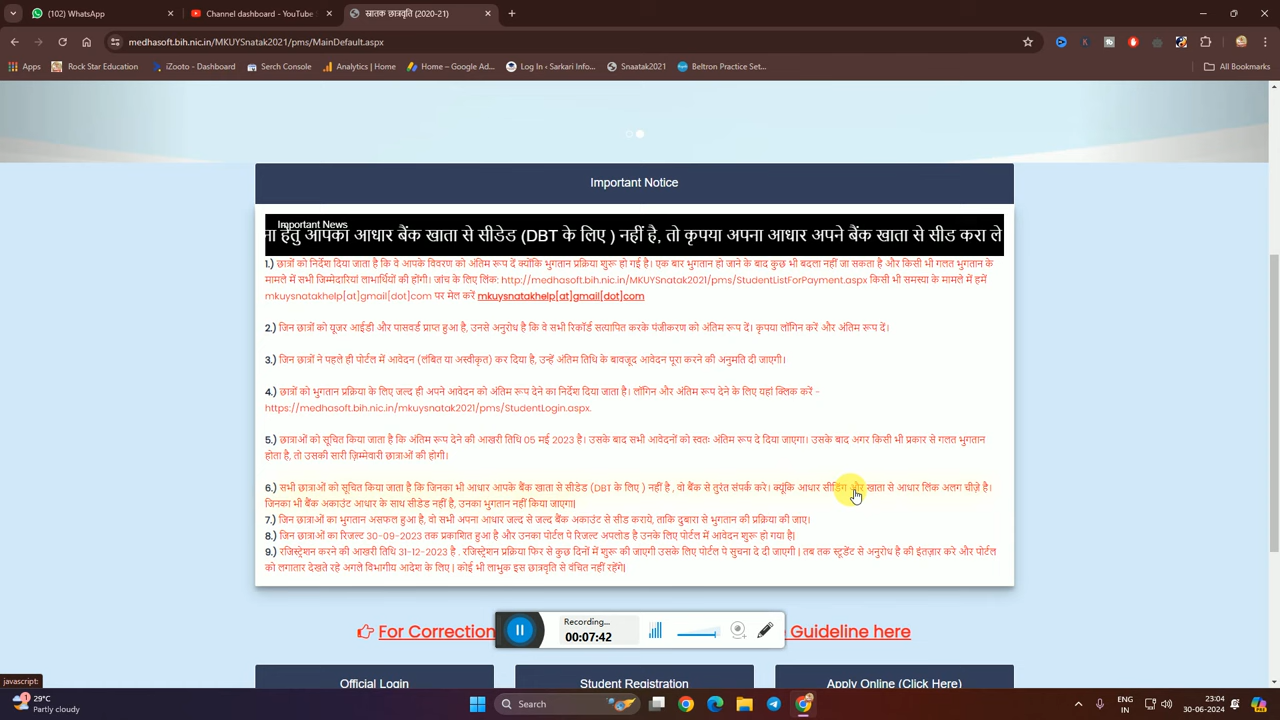 (102) WhatsApp
Channel dashboard - YouTube S
स्नातक छात्रवृति (2020-21)
medhasoft.bih.nic.in/MKUYSnatak2021/pms/MainDefault.aspx
Apps
Rock Star Education
iZooto - Dashboard
Serch Console
Analytics | Home
Home – Google Ad...
Log In ‹ Sarkari Info...
Snaatak2021
Beltron Practice Set...
All Bookmarks
Important Notice
Important News
ना हेतु आपका आधार बैंक खाता से सीडेड (DBT के लिए ) नहीं है, तो कृपया अपना आधार अपने बैंक खाता से सीड करा ले
1.) छात्रों को निर्देश दिया जाता है कि वे आपके विवरण को अंतिम रूप दें क्योंकि भुगतान प्रक्रिया शुरू हो गई है। एक बार भुगतान हो जाने के बाद कुछ भी बदला नहीं जा सकता है और किसी भी गलत भुगतान के
मामले में सभी जिम्मेदारियां लाभार्थियों की होंगी। जांच के लिए लिंक: http://medhasoft.bih.nic.in/MKUYSnatak2021/pms/StudentListForPayment.aspx किसी भी समस्या के मामले में हमें
mkuysnatakhelp[at]gmail[dot]com पर मेल करें mkuysnatakhelp[at]gmail[dot]com
2.) जिन छात्रों को यूजर आईडी और पासवर्ड प्राप्त हुआ है, उनसे अनुरोध है कि वे सभी रिकॉर्ड सत्यापित करके पंजीकरण को अंतिम रूप दें। कृपया लॉगिन करें और अंतिम रूप दें।
3.) जिन छात्रों ने पहले ही पोर्टल में आवेदन (लंबित या अस्वीकृत) कर दिया है, उन्हें अंतिम तिथि के बावजूद आवेदन पूरा करने की अनुमति दी जाएगी।
4.) छात्रों को भुगतान प्रक्रिया के लिए जल्द ही अपने आवेदन को अंतिम रूप देने का निर्देश दिया जाता है। लॉगिन और अंतिम रूप देने के लिए यहां क्लिक करें -
https://medhasoft.bih.nic.in/mkuysnatak2021/pms/StudentLogin.aspx.
5.) छात्राओं को सूचित किया जाता है कि अंतिम रूप देने की आखरी तिथि 05 मई 2023 है। उसके बाद सभी आवेदनों को स्वतः अंतिम रूप दे दिया जाएगा। उसके बाद अगर किसी भी प्रकार से गलत भुगतान
होता है, तो उसकी सारी ज़िम्मेवारी छात्राओं की होगी।
6.) सभी छात्राओं को सूचित किया जाता है कि जिनका भी आधार आपके बैंक खाता से सीडेड (DBT के लिए ) नहीं है , वो बैंक से तुरंत संपर्क करे। क्यूंकि आधार सीडिंग और खाता से आधार लिंक अलग चीज़े है।
जिनका भी बैंक अकाउंट आधार के साथ सीडेड नहीं है, उनका भुगतान नहीं किया जाएगा|
7.) जिन छात्राओं का भुगतान असफल हुआ है, वो सभी अपना आधार जल्द से जल्द बैंक अकाउंट से सीड कराये, ताकि दुबारा से भुगतान की प्रक्रिया की जाए।
8.) जिन छात्राओं का रिजल्ट 30-09-2023 तक प्रकाशित हुआ है और उनका पोर्टल पे रिजल्ट अपलोड है उनके लिए पोर्टल में आवेदन शुरू हो गया है|
9.) रजिस्ट्रेशन करने की आखरी तिथि 31-12-2023 है . रजिस्ट्रेशन प्रक्रिया फिर से कुछ दिनों में शुरू की जाएगी उसके लिए पोर्टल पे सुचना दे दी जाएगी | तब तक स्टूडेंट से अनुरोध है की इंतज़ार करे और पोर्टल
को लगातार देखते रहे अगले विभागीय आदेश के लिए | कोई भी लाभुक इस छात्रवृति से वंचित नहीं रहेंगे|
For Correction
Guideline here
Recording...
00:07:42
Official Login
Student Registration
Apply Online (Click Here)
javascript:
1
29°C
Partly cloudy
Search
ENG
IN
23:04
30-06-2024